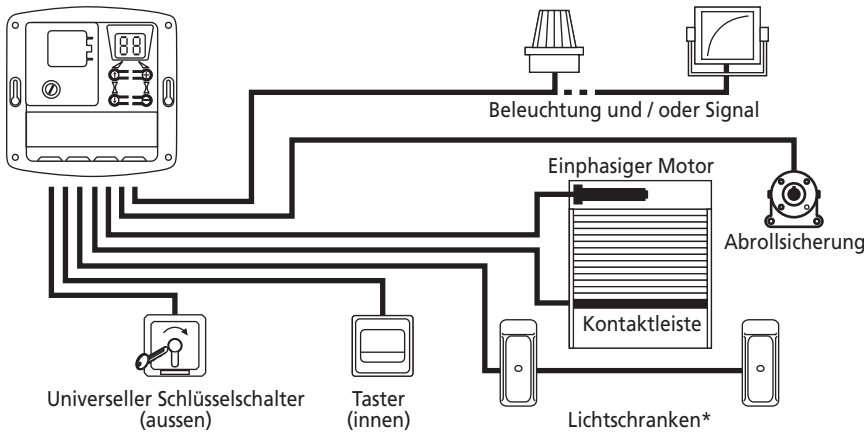 88
Beleuchtung und / oder Signal
Einphasiger Motor
Abrollsicherung
Kontaktleiste
Universeller Schlüsselschalter
(aussen)
Taster
(innen)
Lichtschranken*